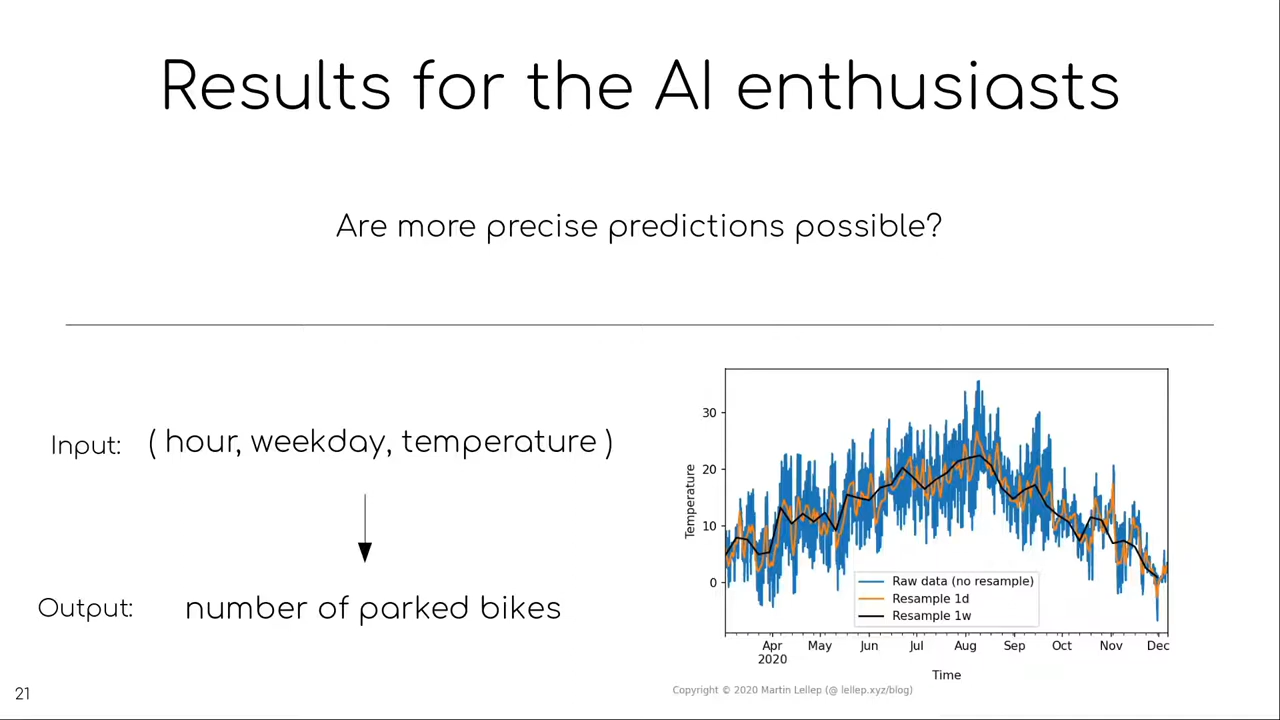 Results for the AI enthusiasts
Are more precise predictions possible?
Input: ( hour, weekday, temperature )
Output: number of parked bikes
30
20
10
0
Temperature
Raw data (no resample)
Resample 1d
Resample 1w
Apr May Jun Jul Aug Sep Oct Nov Dec
2020
Time
Copyright © 2020 Martin Lellep (@ lellep.xyz/blog)
21